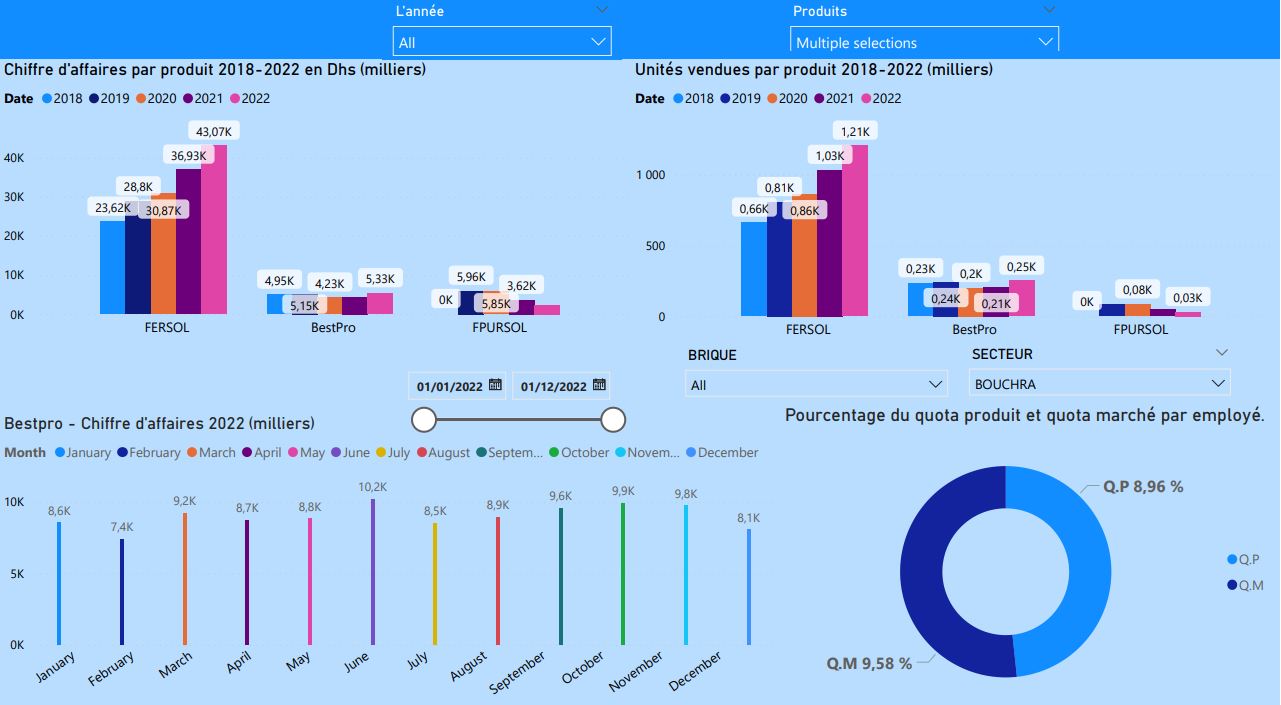 L'année
Produits
All
Multiple selections
Chiffre d'affaires par produit 2018-2022 en Dhs (milliers)
Date 2018 2019 2020 2021 2022
43,07K
36,93K
40K
28,8K
30K
23,62K
30,87K
20K
10K
4,95K
4,23K
5,33K
5,96K
3,62K
5,15K
0K
5,85K
0K
FERSOL
BestPro
FPURSOL
Unités vendues par produit 2018-2022 (milliers)
Date 2018 2019 2020 2021 2022
1,21K
1,03K
1 000
0,81K
0,66K
0,86K
500
0,23K
0,2K
0,25K
0,24K
0,21K
0K
0,08K
0,03K
0
FERSOL
BestPro
FPURSOL
BRIQUE
SECTEUR
All
BOUCHRA
01/01/2022
01/12/2022
Bestpro - Chiffre d'affaires 2022 (milliers)
Month January February March April May June July August Septem... October Novem... December
10K
5K
0K
8,6K
7,4K
9,2K
8,7K
8,8K
10,2K
8,5K
8,9K
9,6K
9,9K
9,8K
8,1K
January
February
March
April
May
June
July
August
September
October
November
December
Pourcentage du quota produit et quota marché par employé.
Q.P 8,96 %
Q.M 9,58 %
Q.P
Q.M